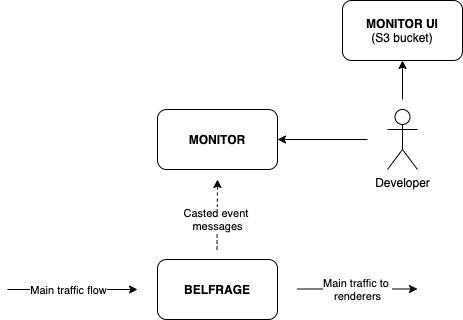 MONITOR UI
(S3 bucket)
MONITOR
Developer
Casted event
messages
Main traffic flow
BELFRAGE
Main traffic to
renderers